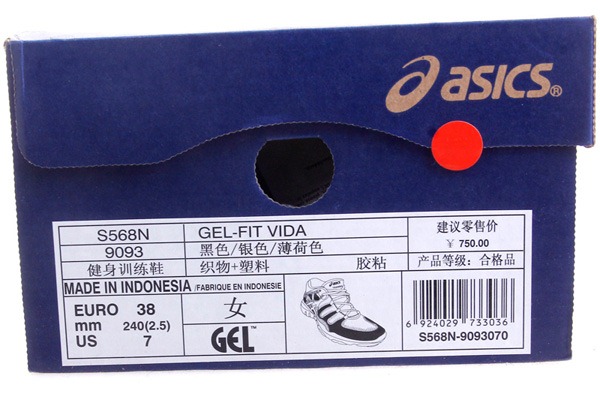 asics®
S568N GEL-FIT VIDA
9093 黑色/银色/薄荷色
健身训练鞋 织物+塑料 胶粘
建议零售价
¥ 750.00
产品等级：合格品
MADE IN INDONESIA /FABRIQUE EN INDONESIE
EURO 38
mm 240(2.5)
US 7
女
GEL™
asics
6 924029 733036
S568N-9093070